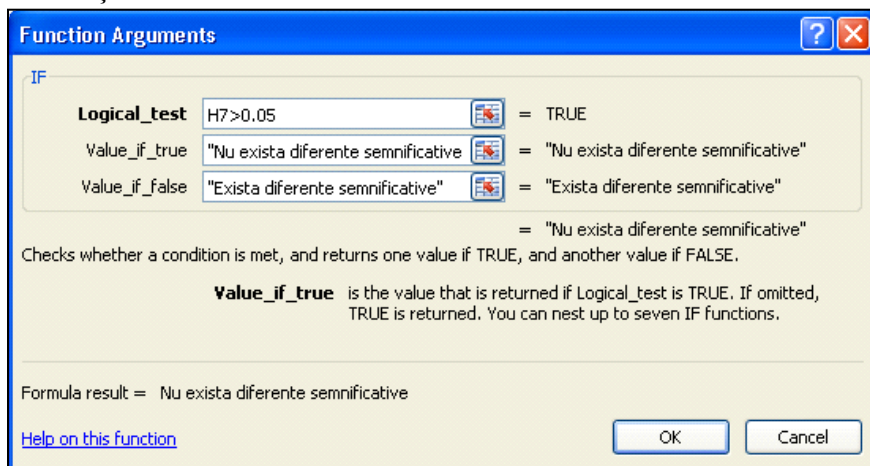 Function Arguments
IF
Logical_test H7>0.05 = TRUE
Value_if_true "Nu exista diferente semnificative = "Nu exista diferente semnificative"
Value_if_false "Exista diferente semnificative" = "Exista diferente semnificative"
= "Nu exista diferente semnificative"
Checks whether a condition is met, and returns one value if TRUE, and another value if FALSE.
Value_if_true is the value that is returned if Logical_test is TRUE. If omitted,
TRUE is returned. You can nest up to seven IF functions.
Formula result = Nu exista diferente semnificative
Help on this function OK Cancel